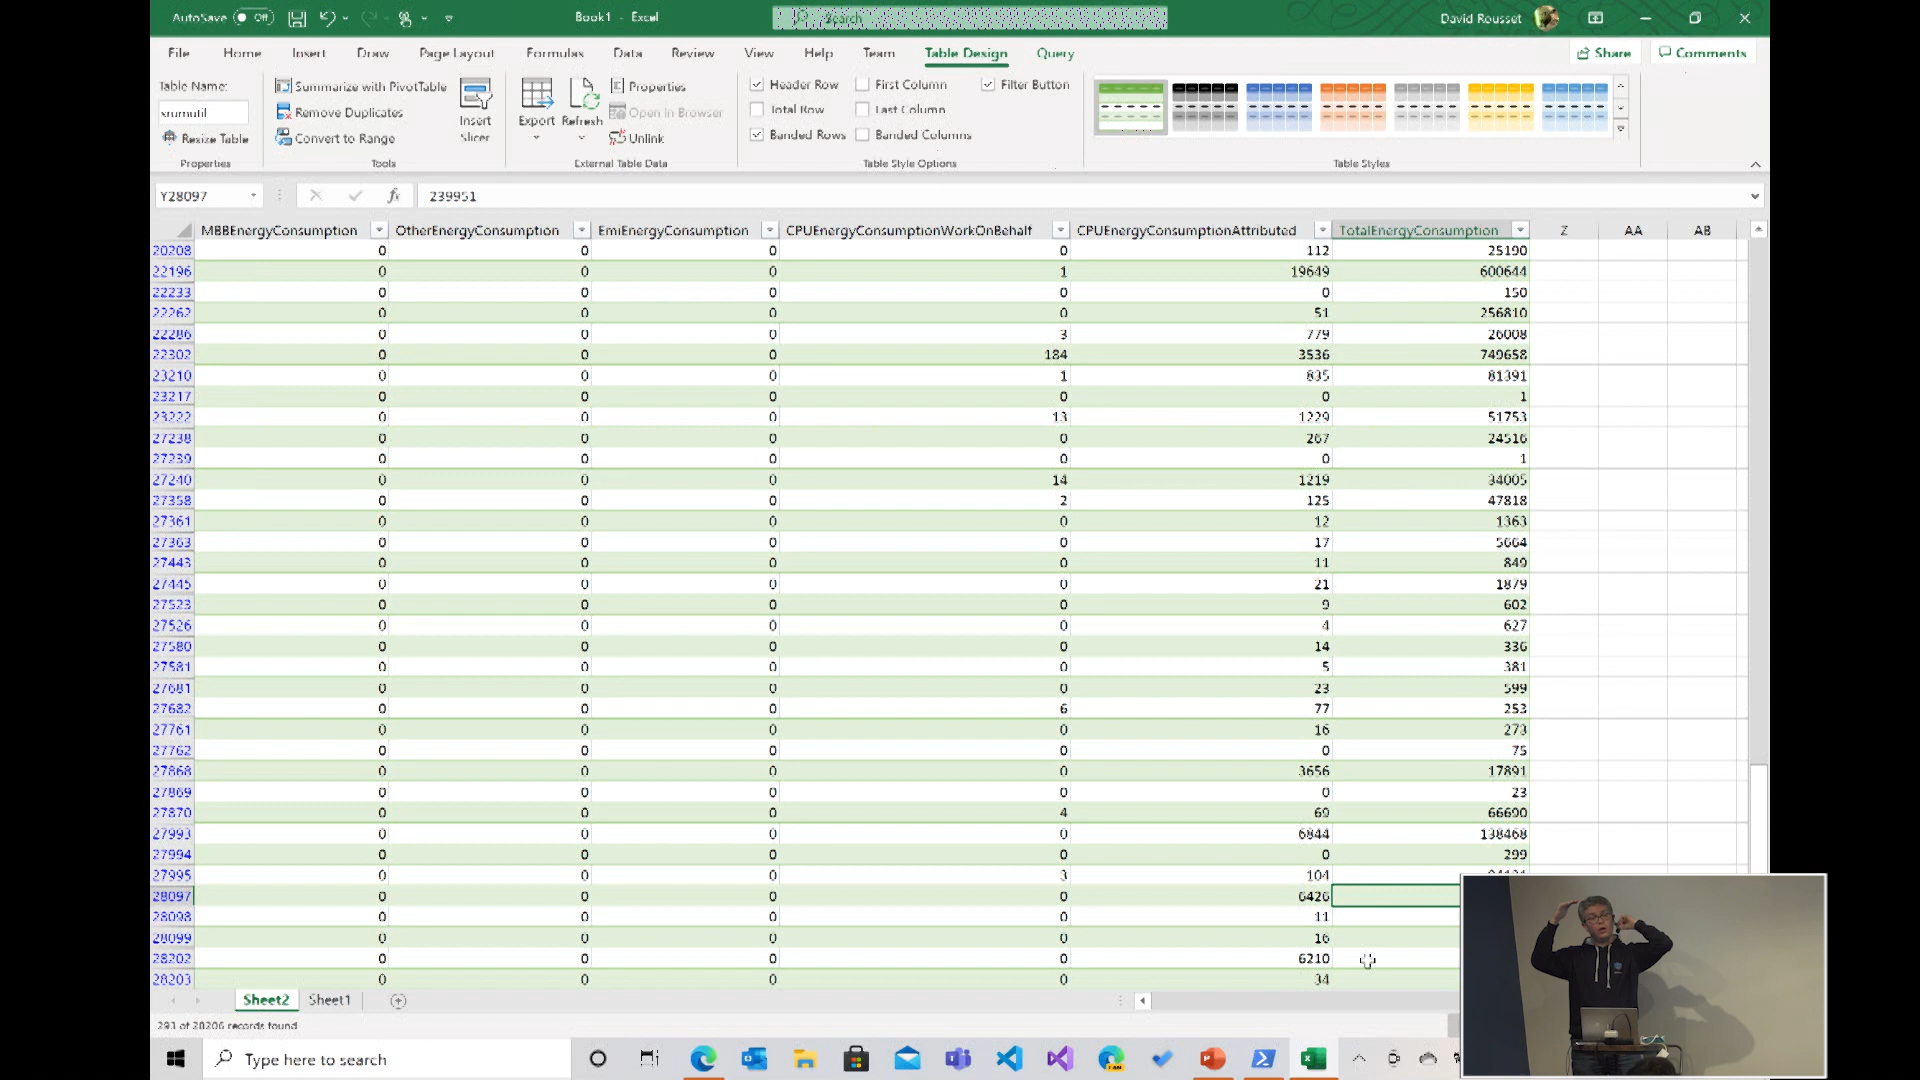 AutoSave Off Book1 - Excel Search David Rousset
File Home Insert Draw Page Layout Formulas Data Review View Help Team Table Design Query Share Comments
Table Name:
srumutil
Resize Table
Properties
Summarize with PivotTable
Remove Duplicates
Convert to Range
Insert
Slicer
Tools
Export Refresh
Properties
Open in Browser
Unlink
External Table Data
Header Row First Column Filter Button
Total Row Last Column
Banded Rows Banded Columns
Table Style Options
Table Styles
Y28097 fx 239951
MBBEnergyConsumption OtherEnergyConsumption EmiEnergyConsumption CPUEnergyConsumptionWorkOnBehalf CPUEnergyConsumptionAttributed TotalEnergyConsumption Z AA AB
20208 0 0 0 0 112 25190
22196 0 0 0 1 19649 600644
22233 0 0 0 0 0 150
22262 0 0 0 0 51 256810
22286 0 0 0 3 779 26008
22302 0 0 0 184 3536 749658
23210 0 0 0 1 835 81391
23217 0 0 0 0 0 1
23222 0 0 0 13 1229 51753
27238 0 0 0 0 267 24516
27239 0 0 0 0 0 1
27240 0 0 0 14 1219 34005
27358 0 0 0 2 125 47818
27361 0 0 0 0 12 1363
27363 0 0 0 0 17 5664
27443 0 0 0 0 11 849
27445 0 0 0 0 21 1879
27523 0 0 0 0 9 602
27526 0 0 0 0 4 627
27580 0 0 0 0 14 336
27581 0 0 0 0 5 381
27681 0 0 0 0 23 599
27682 0 0 0 6 77 253
27761 0 0 0 0 16 273
27762 0 0 0 0 0 75
27868 0 0 0 0 3656 17891
27869 0 0 0 0 0 23
27870 0 0 0 4 69 66690
27993 0 0 0 0 6844 138468
27994 0 0 0 0 0 299
27995 0 0 0 3 104
28097 0 0 0 0 6426
28098 0 0 0 0 11
28099 0 0 0 0 16
28202 0 0 0 0 6210
28203 0 0 0 0 34
Sheet2 Sheet1
293 of 28206 records found
Type here to search